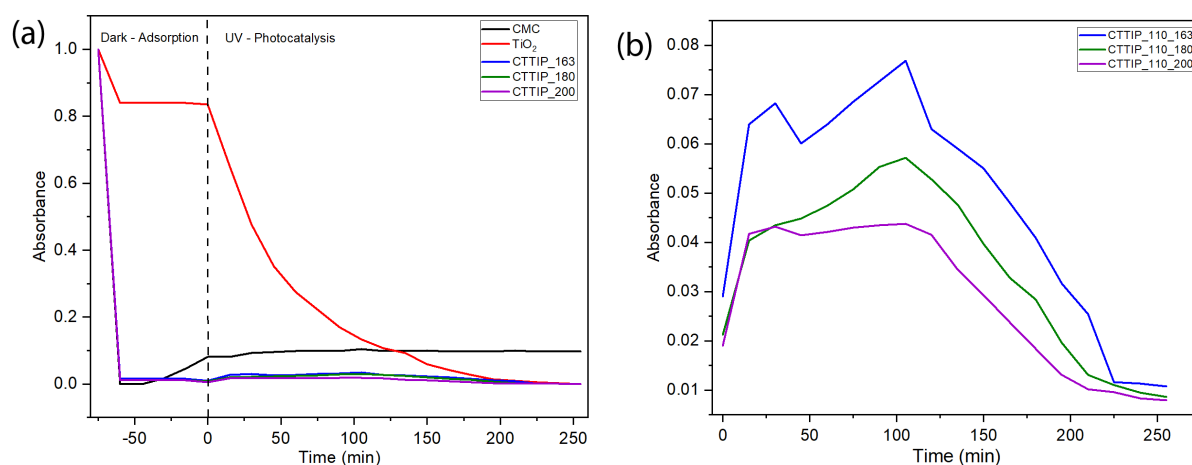 (a)
Dark - Adsorption
UV - Photocatalysis
CMC
TiO₂
CTTIP_163
CTTIP_180
CTTIP_200
1.0
0.8
0.6
0.4
0.2
0.0
Absorbance
-50
0
50
100
150
200
250
Time (min)
(b)
CTTIP_110_163
CTTIP_110_180
CTTIP_110_200
0.08
0.07
0.06
0.05
0.04
0.03
0.02
0.01
Absorbance
0
50
100
150
200
250
Time (min)